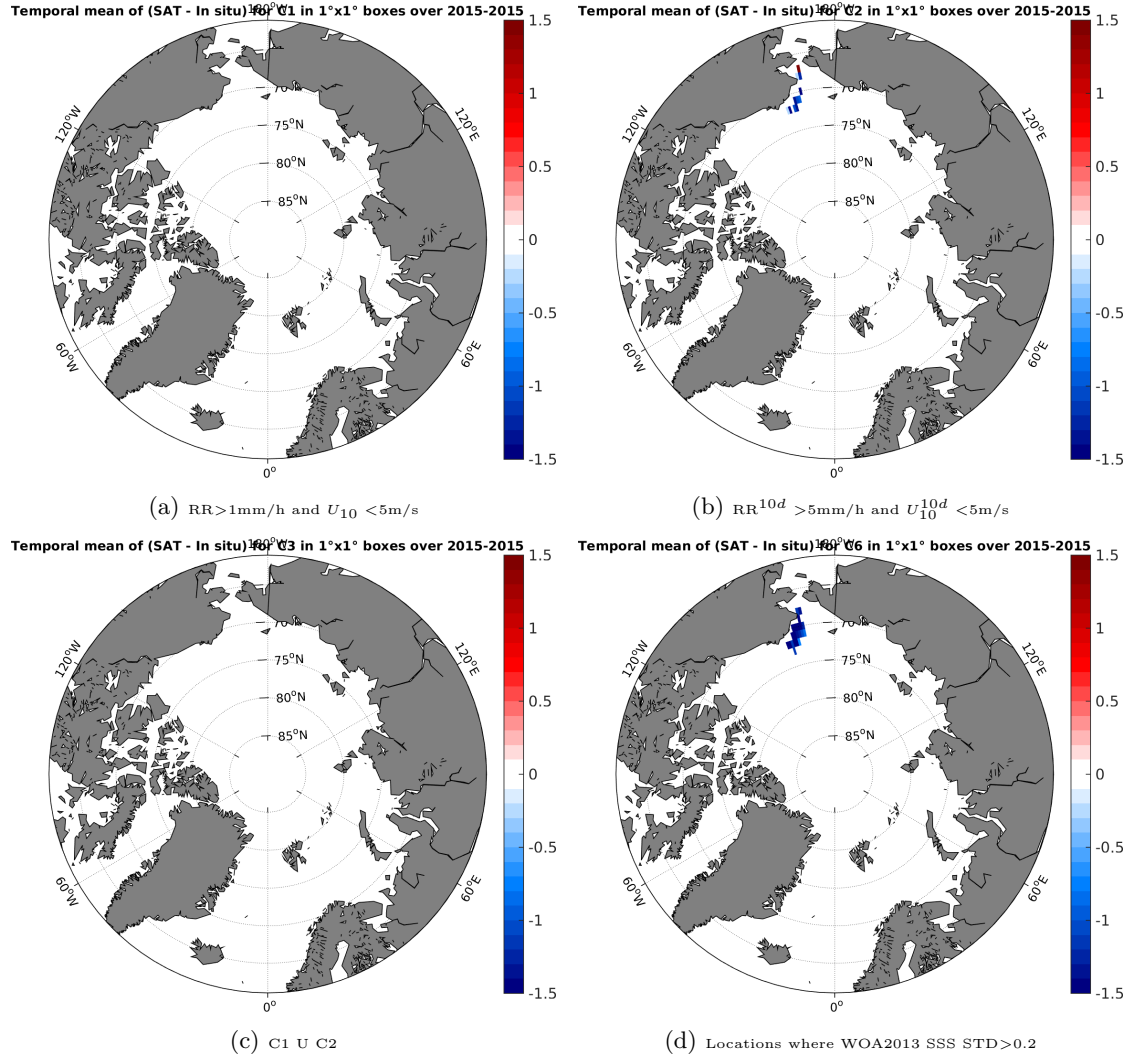 Temporal mean of (SAT - In situ) for C1 in 1°x1° boxes over 2015-2015
180°W
120°W
120°E
70°N
75°N
80°N
85°N
60°W
60°E
0°
1.5
1
0.5
0
-0.5
-1
-1.5
(a) RR>1mm/h and U10 <5m/s
Temporal mean of (SAT - In situ) for C2 in 1°x1° boxes over 2015-2015
180°W
120°W
120°E
70°N
75°N
80°N
85°N
60°W
60°E
0°
1.5
1
0.5
0
-0.5
-1
-1.5
(b) RR10d >5mm/h and U10d10 <5m/s
Temporal mean of (SAT - In situ) for C3 in 1°x1° boxes over 2015-2015
180°W
120°W
120°E
70°N
75°N
80°N
85°N
60°W
60°E
0°
1.5
1
0.5
0
-0.5
-1
-1.5
(c) C1 U C2
Temporal mean of (SAT - In situ) for C6 in 1°x1° boxes over 2015-2015
180°W
120°W
120°E
70°N
75°N
80°N
85°N
60°W
60°E
0°
1.5
1
0.5
0
-0.5
-1
-1.5
(d) Locations where WOA2013 SSS STD>0.2